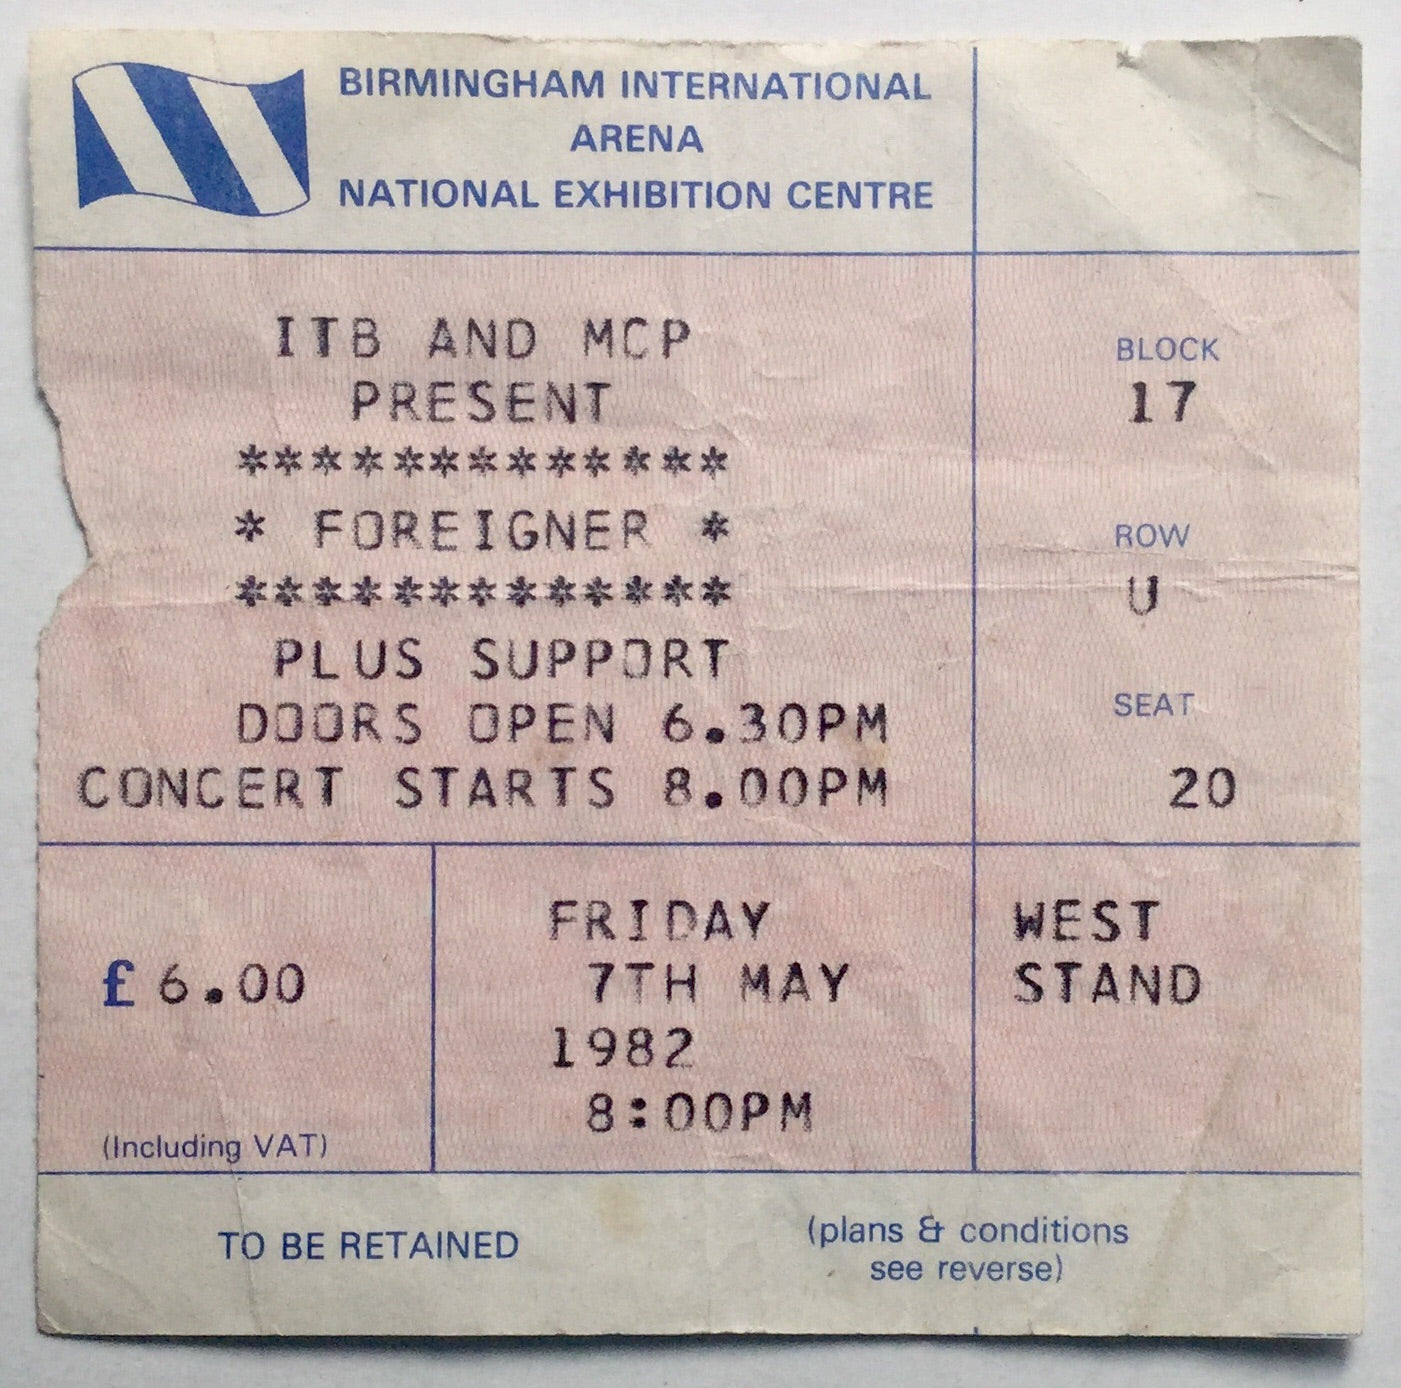 BIRMINGHAM INTERNATIONAL
ARENA
NATIONAL EXHIBITION CENTRE
ITB AND MCP
PRESENT
*************
* FOREIGNER *
*************
PLUS SUPPORT
DOORS OPEN 6.30PM
CONCERT STARTS 8.00PM
BLOCK
17
ROW
U
SEAT
20
£ 6.00
(Including VAT)
FRIDAY
7TH MAY
1982
8:00PM
WEST
STAND
TO BE RETAINED
(plans & conditions
see reverse)